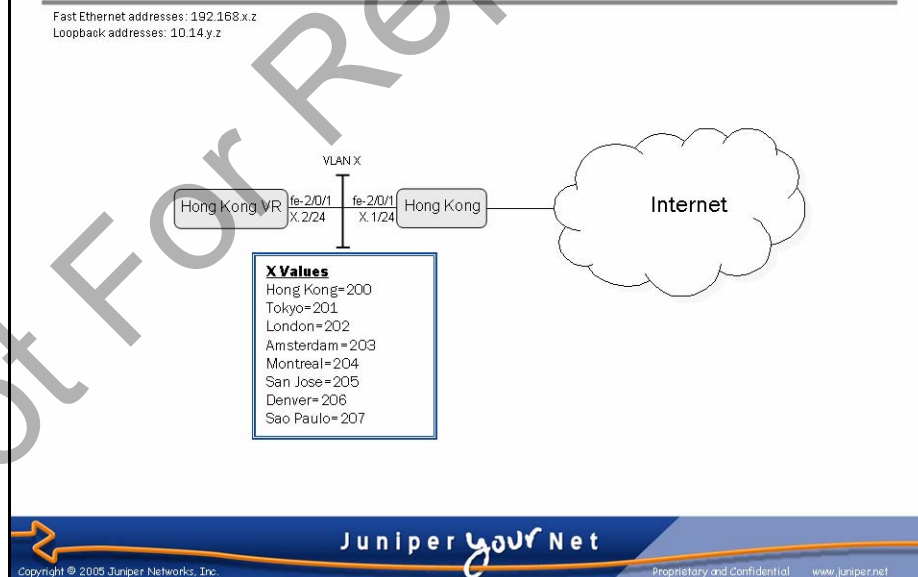 Fast Ethernet addresses: 192.168.x.z
Loopback addresses: 10.14.y.z
VLAN X
Hong Kong VR
fe-2/0/1
X.2/24
fe-2/0/1
X.1/24
Hong Kong
Internet
X Values
Hong Kong=200
Tokyo=201
London=202
Amsterdam=203
Montreal=204
San Jose=205
Denver=206
Sao Paulo=207
Juniper your Net
Copyright © 2005 Juniper Networks, Inc.
Proprietary and Confidential www.juniper.net